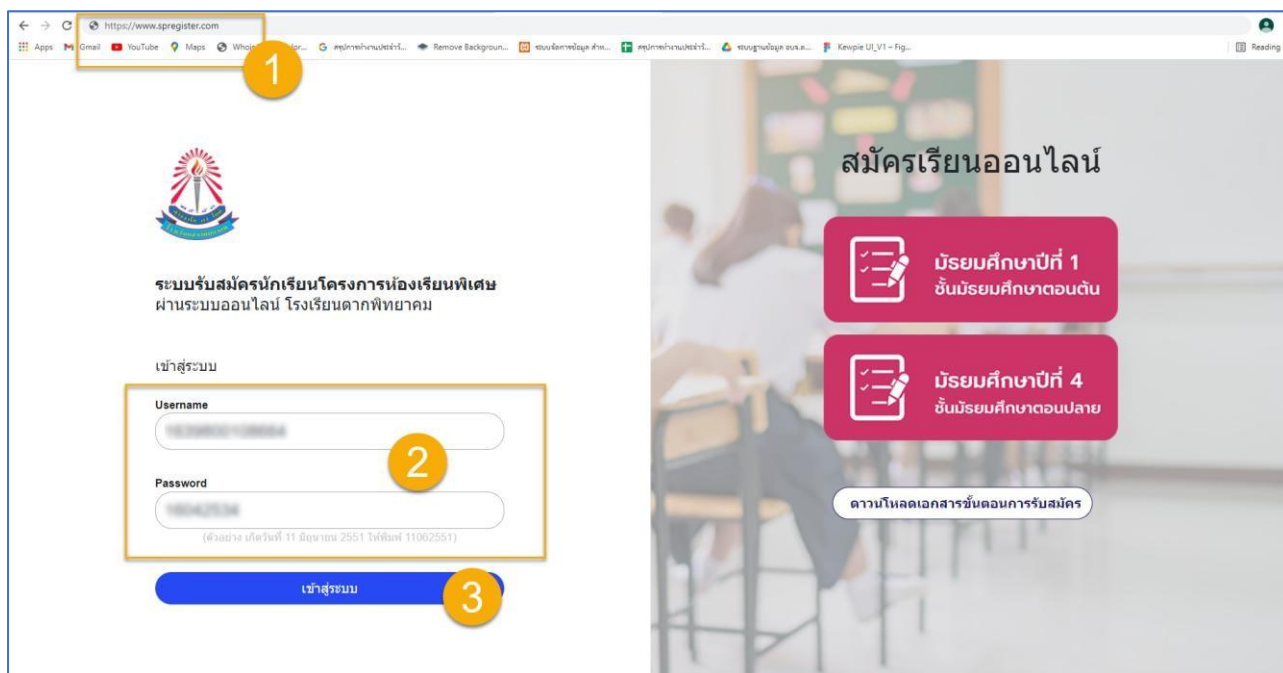 https://www.spregister.com
Apps Gmail YouTube Maps Remove Backgroun... Kewpie UI_V1 – Fig... Reading
1
สมัครเรียนออนไลน์
มัธยมศึกษาปีที่ 1
ชั้นมัธยมศึกษาตอนต้น
ระบบรับสมัครนักเรียนโครงการห้องเรียนพิเศษ
ผ่านระบบออนไลน์ โรงเรียนตากพิทยาคม
มัธยมศึกษาปีที่ 4
ชั้นมัธยมศึกษาตอนปลาย
เข้าสู่ระบบ
Username
2
Password
(ตัวอย่าง เกิดวันที่ 11 มิถุนายน 2551 ให้พิมพ์ 11062551)
ดาวน์โหลดเอกสารขั้นตอนการรับสมัคร
เข้าสู่ระบบ
3